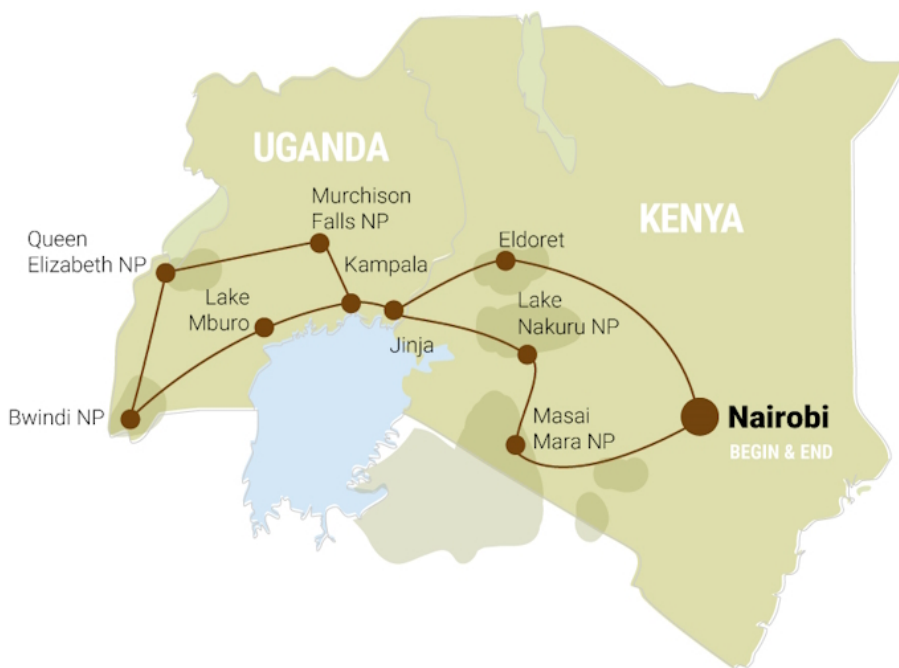 UGANDA
Murchison
Falls NP
KENYA
Queen
Elizabeth NP
Eldoret
Kampala
Lake
Mburo
Lake
Nakuru NP
Jinja
Bwindi NP
Masai
Mara NP
Nairobi
BEGIN & END